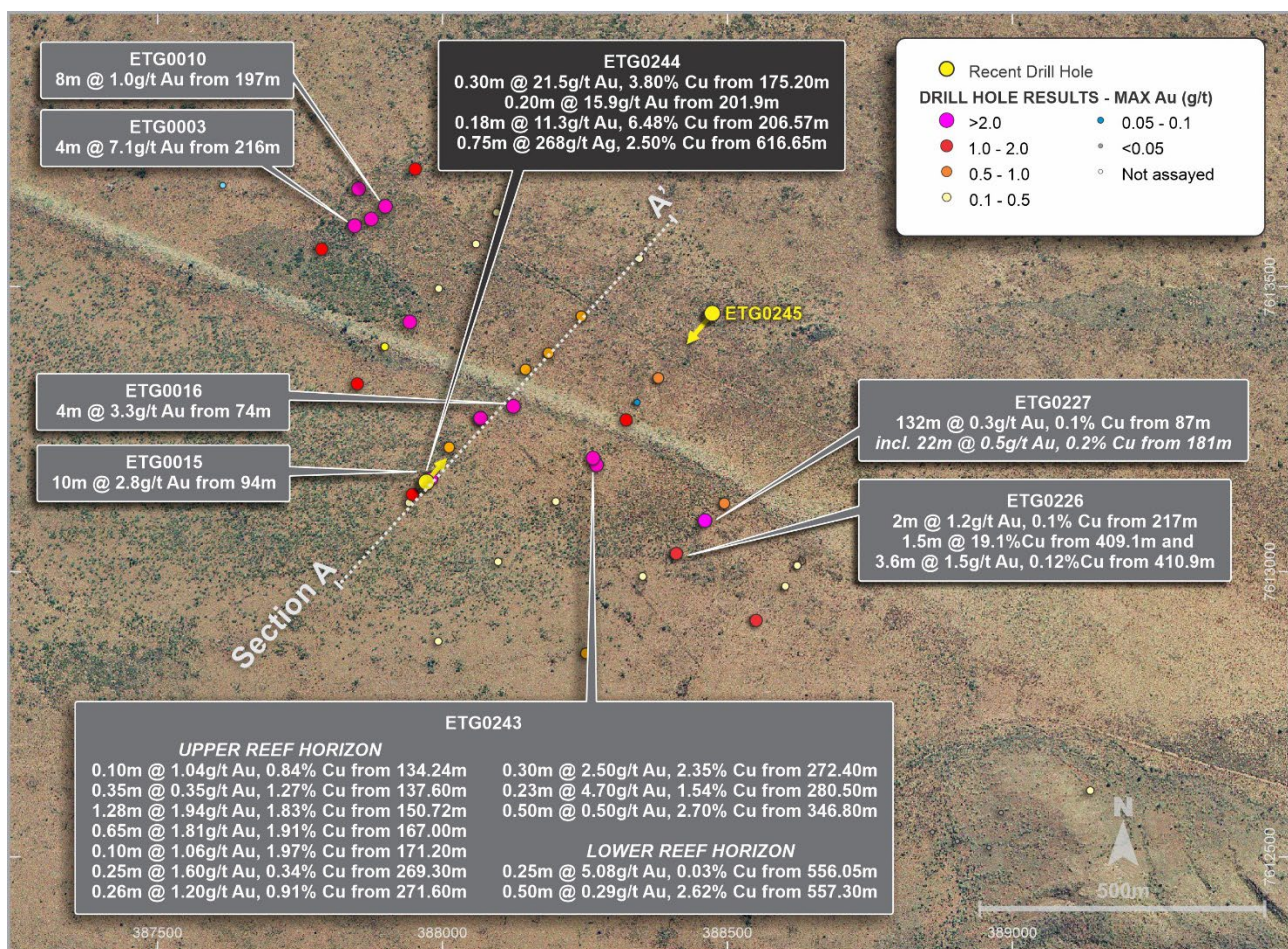 ETG0010
8m @ 1.0g/t Au from 197m
ETG0003
4m @ 7.1g/t Au from 216m
ETG0244
0.30m @ 21.5g/t Au, 3.80% Cu from 175.20m
0.20m @ 15.9g/t Au from 201.9m
0.18m @ 11.3g/t Au, 6.48% Cu from 206.57m
0.75m @ 268g/t Ag, 2.50% Cu from 616.65m
Recent Drill Hole
DRILL HOLE RESULTS - MAX Au (g/t)
>2.0
1.0 - 2.0
0.5 - 1.0
0.1 - 0.5
0.05 - 0.1
<0.05
Not assayed
A'
7613500
ETG0245
ETG0016
4m @ 3.3g/t Au from 74m
ETG0015
10m @ 2.8g/t Au from 94m
ETG0227
132m @ 0.3g/t Au, 0.1% Cu from 87m
incl. 22m @ 0.5g/t Au, 0.2% Cu from 181m
ETG0226
2m @ 1.2g/t Au, 0.1% Cu from 217m
1.5m @ 19.1%Cu from 409.1m and
3.6m @ 1.5g/t Au, 0.12%Cu from 410.9m
7613000
Section A
ETG0243
UPPER REEF HORIZON
0.10m @ 1.04g/t Au, 0.84% Cu from 134.24m
0.35m @ 0.35g/t Au, 1.27% Cu from 137.60m
1.28m @ 1.94g/t Au, 1.83% Cu from 150.72m
0.65m @ 1.81g/t Au, 1.91% Cu from 167.00m
0.10m @ 1.06g/t Au, 1.97% Cu from 171.20m
0.25m @ 1.60g/t Au, 0.34% Cu from 269.30m
0.26m @ 1.20g/t Au, 0.91% Cu from 271.60m
0.30m @ 2.50g/t Au, 2.35% Cu from 272.40m
0.23m @ 4.70g/t Au, 1.54% Cu from 280.50m
0.50m @ 0.50g/t Au, 2.70% Cu from 346.80m
LOWER REEF HORIZON
0.25m @ 5.08g/t Au, 0.03% Cu from 556.05m
0.50m @ 0.29g/t Au, 2.62% Cu from 557.30m
N
500m
7612500
387500
388000
388500
389000